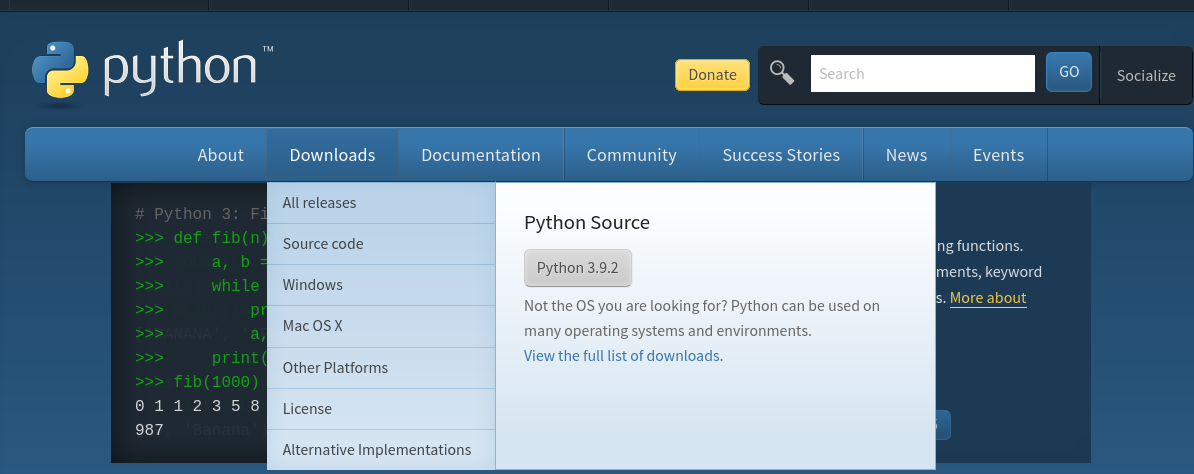 python™
Donate
Search
GO
Socialize
About
Downloads
Documentation
Community
Success Stories
News
Events
All releases
Source code
Windows
Mac OS X
Other Platforms
License
Alternative Implementations
Python Source
Python 3.9.2
Not the OS you are looking for? Python can be used on
many operating systems and environments.
View the full list of downloads.
# Python 3: Fi
>>> def fib(n)
>>> a, b =
>>> while
>>> pr
>>> a,
>>> print(
>>> fib(1000)
0 1 1 2 3 5 8
987
ng functions.
ments, keyword
s. More about